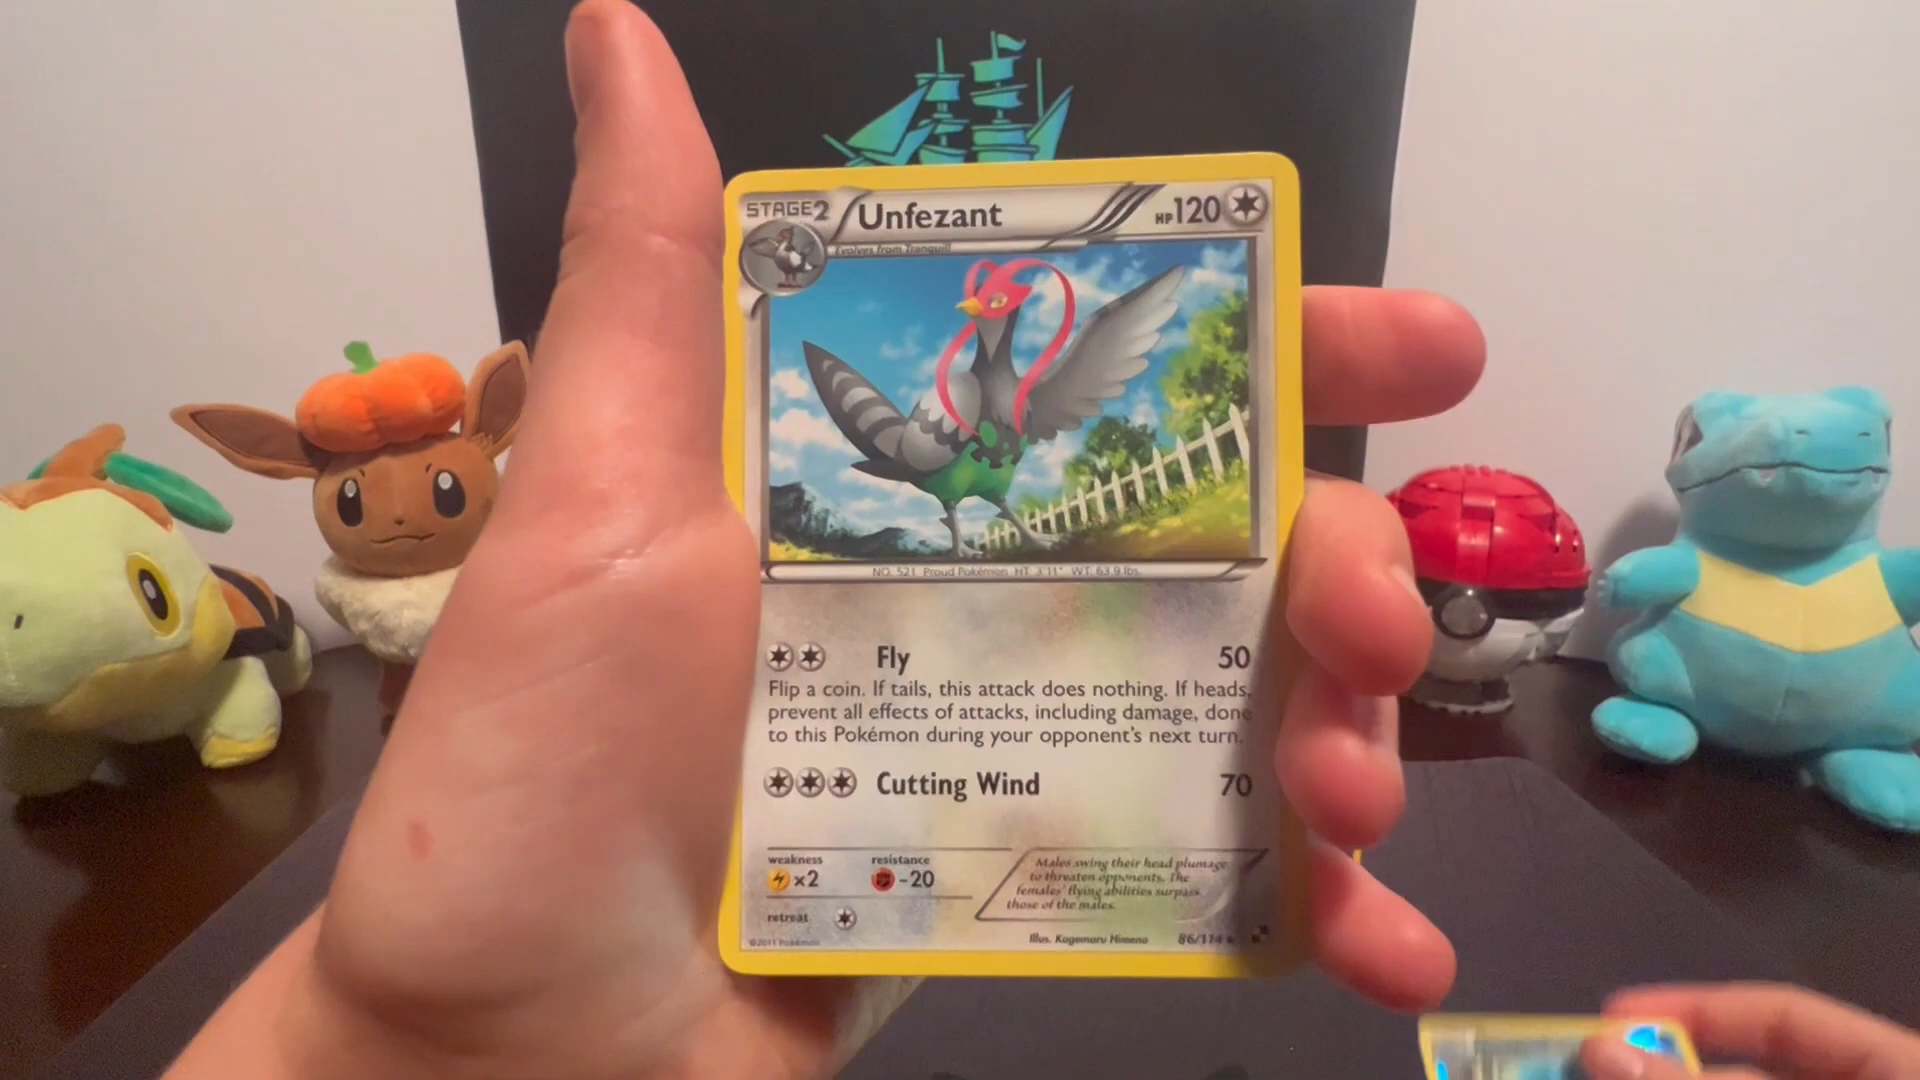 STAGE2 Unfezant HP120
Evolves from Tranquill
NO. 521 Proud Pokémon HT. 3'11" WT. 63.9 lbs.
Fly 50
Flip a coin. If tails, this attack does nothing. If heads,
prevent all effects of attacks, including damage, done
to this Pokémon during your opponent's next turn.
Cutting Wind 70
weakness resistance
x2 -20
Males swing their head plumage
to threaten opponents. The
females' flying abilities surpass
those of the males.
retreat
©2011 Pokémon Illus. Kagemaru Himeno 86/114